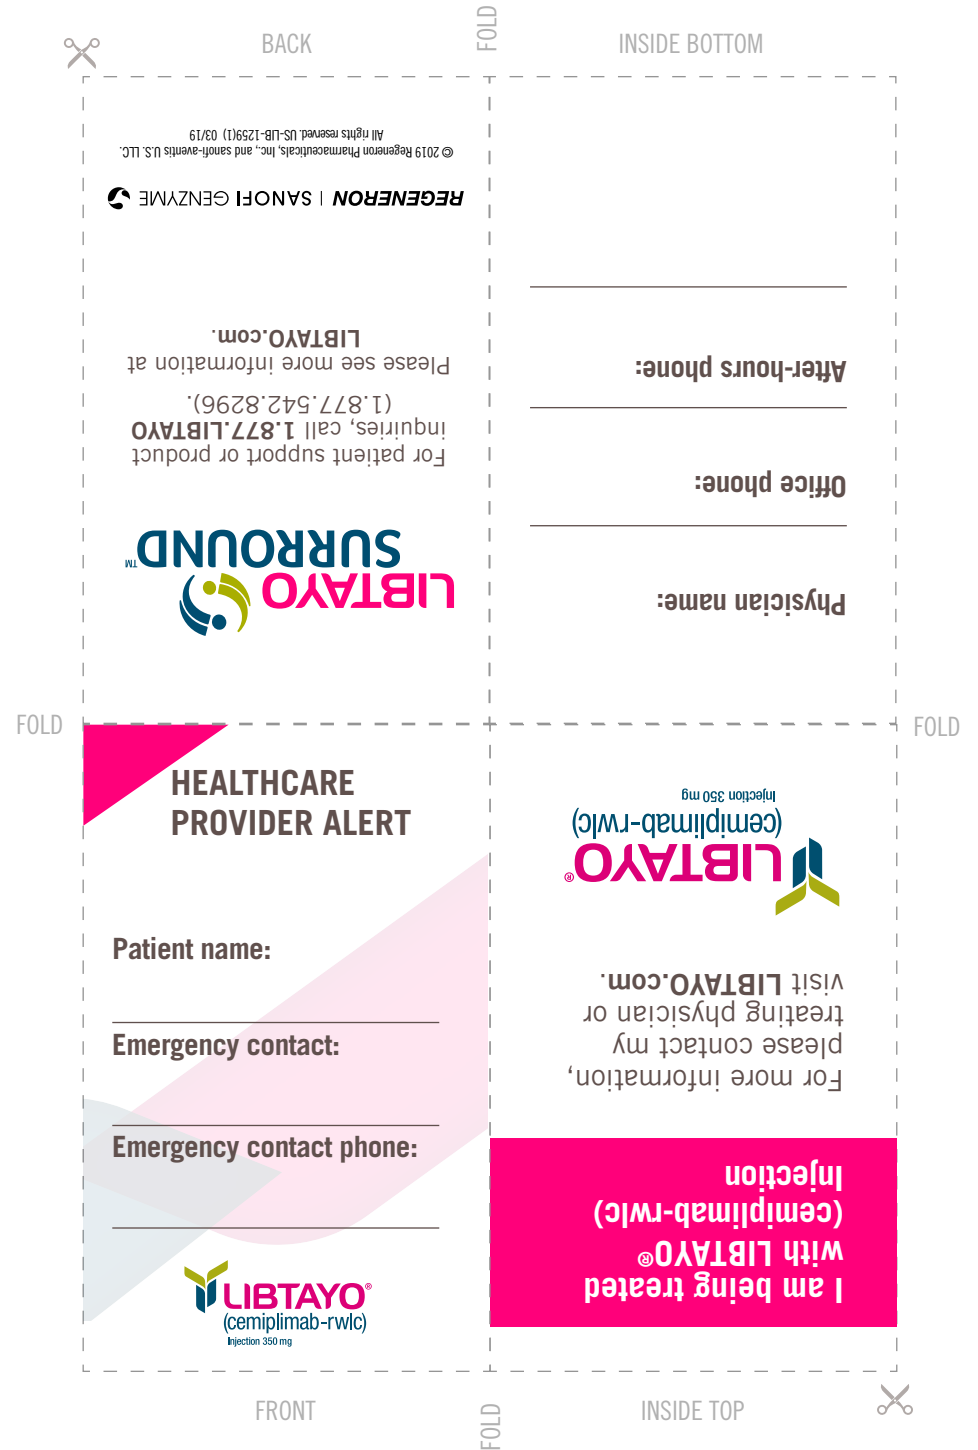 BACK
FOLD
INSIDE BOTTOM
For patient support or product
inquiries, call 1.877.LIBTAYO
(1.877.542.8296).
Please see more information at
LIBTAYO.com.
LIBTAYO
SURROUND™
REGENERON | SANOFI GENZYME
© 2019 Regeneron Pharmaceuticals, Inc., and sanofi-aventis U.S. LLC.
All rights reserved. US-LIB-1259(1) 03/19
Physician name:
Office phone:
After-hours phone:
FOLD
FOLD
HEALTHCARE
PROVIDER ALERT
Patient name:
Emergency contact:
Emergency contact phone:
LIBTAYO®
(cemiplimab-rwlc)
Injection 350 mg
I am being treated
with LIBTAYO®
(cemiplimab-rwlc)
Injection
For more information,
please contact my
treating physician or
visit LIBTAYO.com.
LIBTAYO®
(cemiplimab-rwlc)
Injection 350 mg
FRONT
FOLD
INSIDE TOP